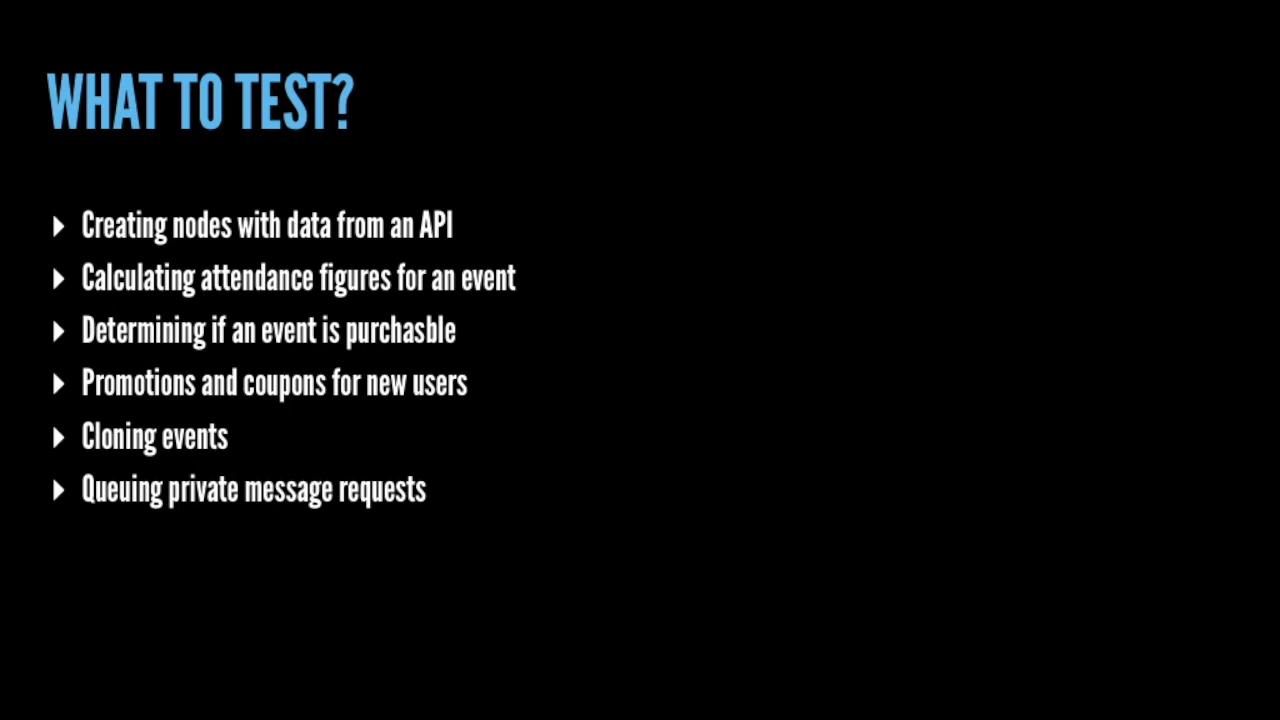 WHAT TO TEST?
Creating nodes with data from an API
Calculating attendance figures for an event
Determining if an event is purchasble
Promotions and coupons for new users
Cloning events
Queuing private message requests